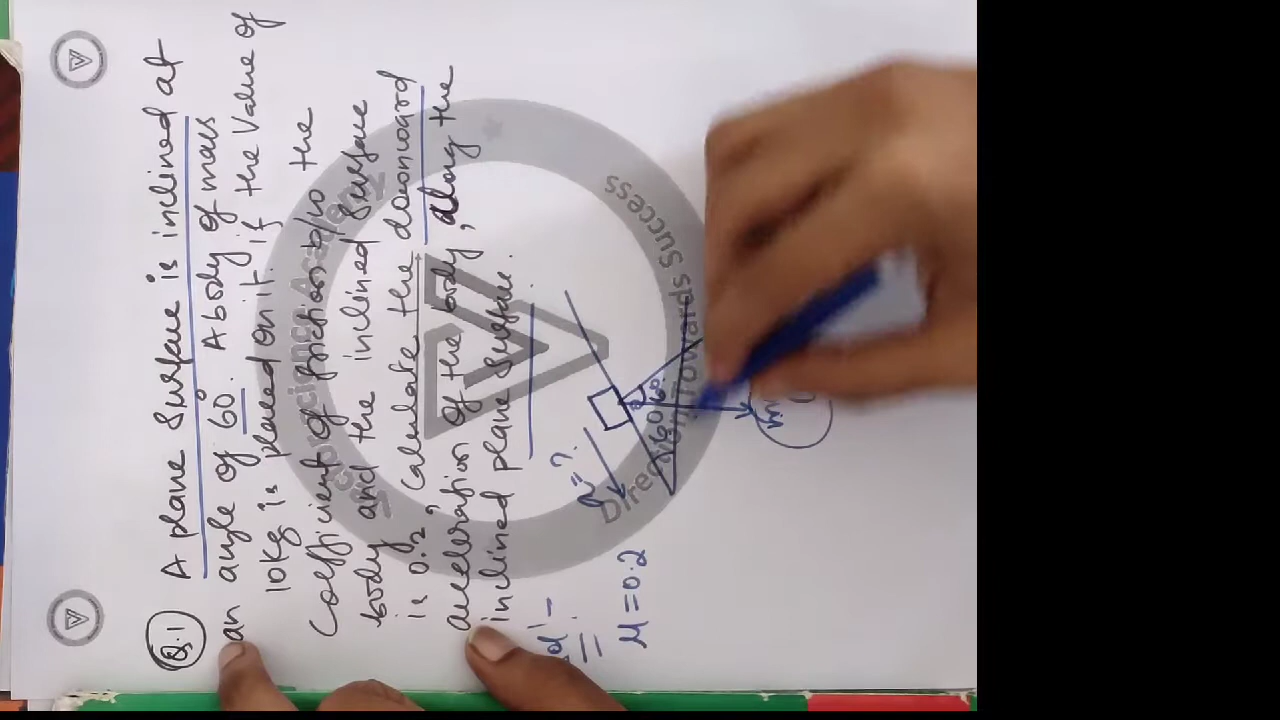 Q.1 A plane surface is inclined at
an angle of 60°. A body of mass
10kg is placed on it if the value of
coefficient of friction b/w the
body and the inclined surface
is 0.2, calculate the downward
acceleration of the body, along the
inclined plane surface.
μ = 0.2
a = ?
60°
60°
Directions Towards Success